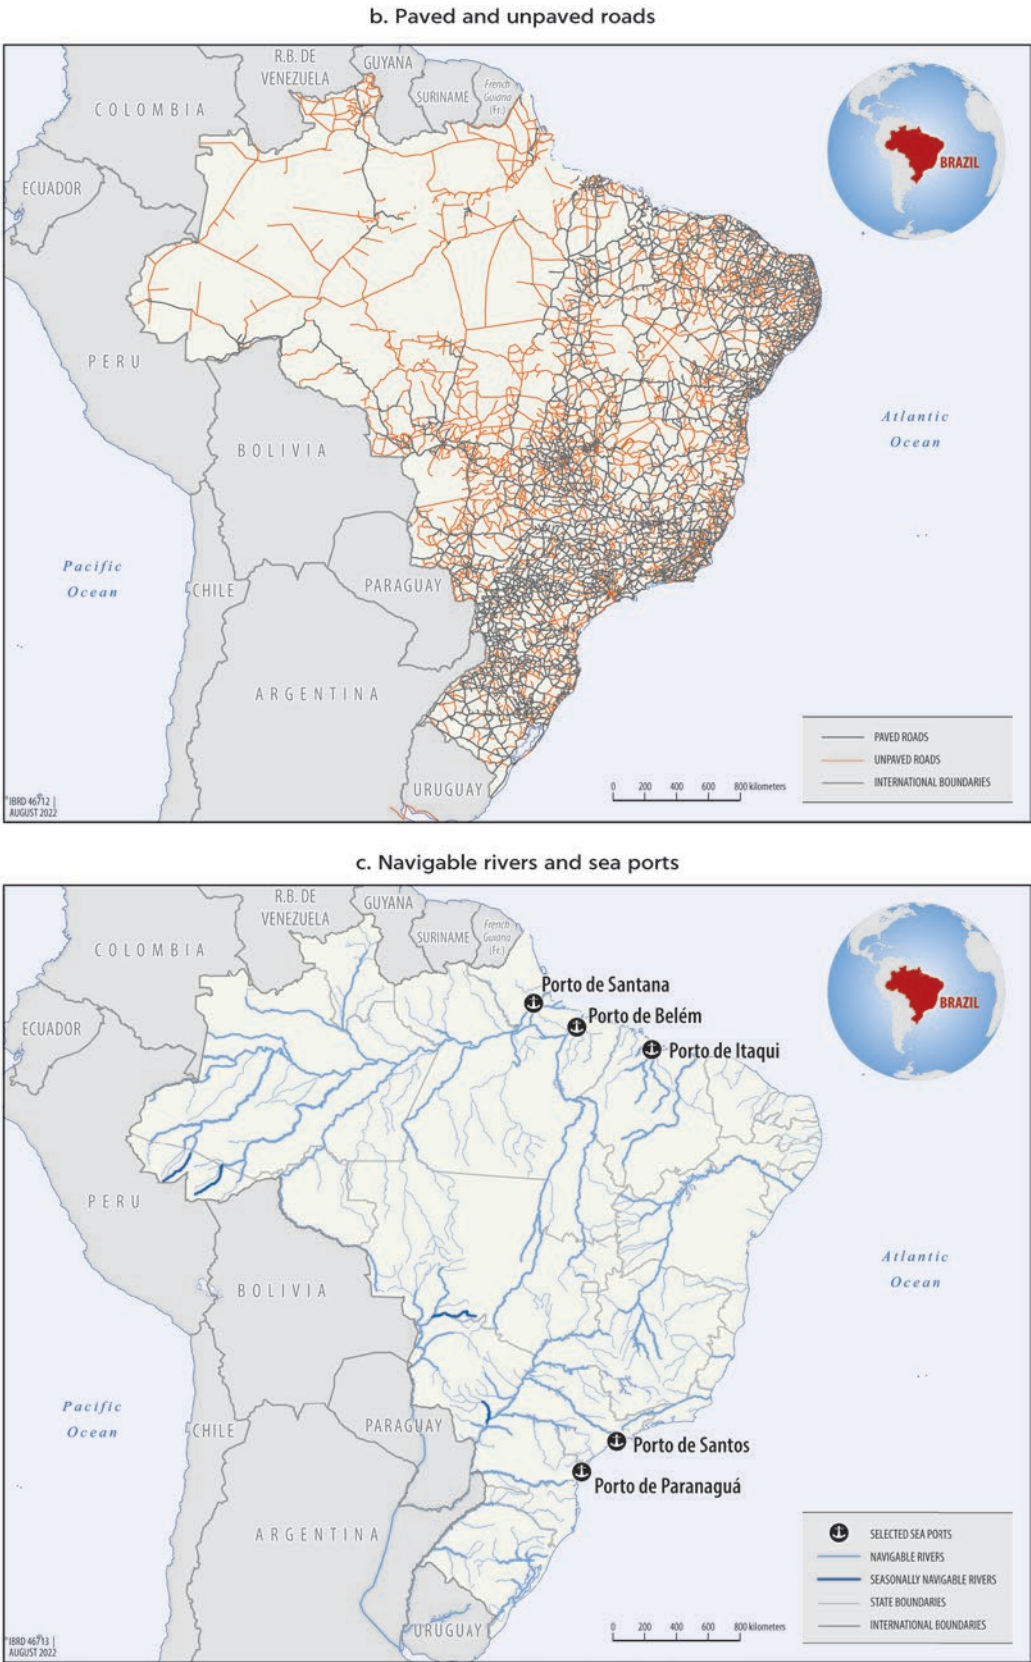 b. Paved and unpaved roads
R.B. DE
VENEZUELA
GUYANA
SURINAME
French
Guiana
(Fr.)
COLOMBIA
ECUADOR
BRAZIL
PERU
BOLIVIA
Atlantic
Ocean
Pacific
Ocean
CHILE
PARAGUAY
ARGENTINA
URUGUAY
PAVED ROADS
UNPAVED ROADS
INTERNATIONAL BOUNDARIES
0 200 400 600 800 kilometers
IBRD 46712 |
AUGUST 2022
c. Navigable rivers and sea ports
R.B. DE
VENEZUELA
GUYANA
SURINAME
French
Guiana
(Fr.)
COLOMBIA
ECUADOR
BRAZIL
Porto de Santana
Porto de Belém
Porto de Itaqui
PERU
BOLIVIA
Atlantic
Ocean
Pacific
Ocean
CHILE
PARAGUAY
Porto de Santos
Porto de Paranaguá
ARGENTINA
URUGUAY
SELECTED SEA PORTS
NAVIGABLE RIVERS
SEASONALLY NAVIGABLE RIVERS
STATE BOUNDARIES
INTERNATIONAL BOUNDARIES
0 200 400 600 800 kilometers
IBRD 46713 |
AUGUST 2022